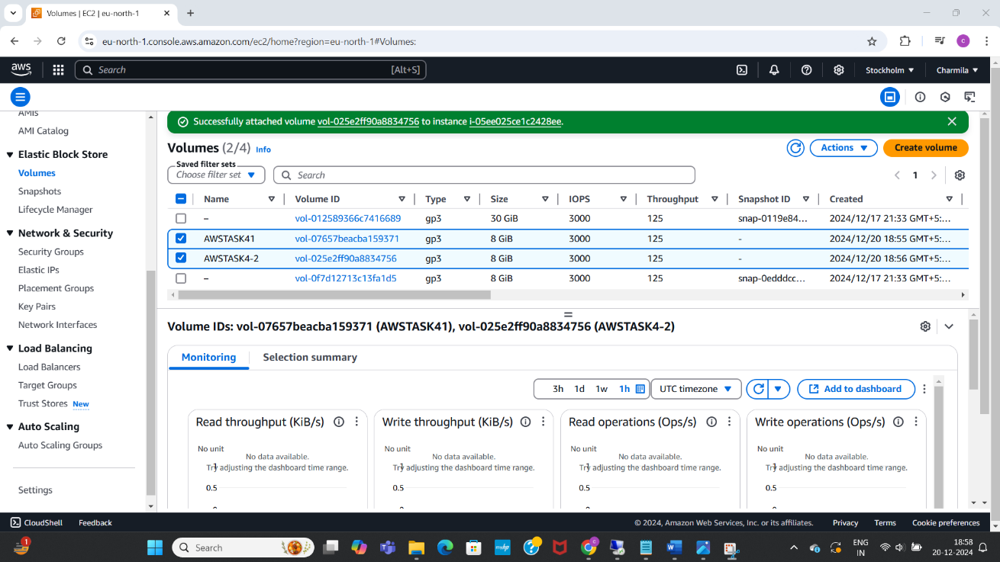 Volumes | EC2 | eu-north-1
eu-north-1.console.aws.amazon.com/ec2/home?region=eu-north-1#Volumes:
c
aws
Search [Alt+S]
Stockholm
Charmila
AMIs
AMI Catalog
Elastic Block Store
Volumes
Snapshots
Lifecycle Manager
Network & Security
Security Groups
Elastic IPs
Placement Groups
Key Pairs
Network Interfaces
Load Balancing
Load Balancers
Target Groups
Trust Stores New
Auto Scaling
Auto Scaling Groups
Settings
Successfully attached volume vol-025e2ff90a8834756 to instance i-05ee025ce1c2428ee.
Volumes (2/4) Info
Actions
Create volume
Saved filter sets
Choose filter set
Search
1
Name Volume ID Type Size IOPS Throughput Snapshot ID Created
– vol-012589366c7416689 gp3 30 GiB 3000 125 snap-0119e84... 2024/12/17 21:33 GMT+5:...
AWSTASK41 vol-07657beacba159371 gp3 8 GiB 3000 125 - 2024/12/20 18:55 GMT+5:...
AWSTASK4-2 vol-025e2ff90a8834756 gp3 8 GiB 3000 125 - 2024/12/20 18:56 GMT+5:...
– vol-0f7d12713c13fa1d5 gp3 8 GiB 3000 125 snap-0edddcc... 2024/12/17 21:33 GMT+5:...
Volume IDs: vol-07657beacba159371 (AWSTASK41), vol-025e2ff90a8834756 (AWSTASK4-2)
Monitoring
Selection summary
3h 1d 1w 1h
UTC timezone
Add to dashboard
Read throughput (KiB/s)
No unit
No data available.
Try adjusting the dashboard time range.
1
0.5
Write throughput (KiB/s)
No unit
No data available.
Try adjusting the dashboard time range.
1
0.5
Read operations (Ops/s)
No unit
No data available.
Try adjusting the dashboard time range.
1
0.5
Write operations (Ops/s)
No unit
No data available.
Try adjusting the dashboard time range.
1
0.5
CloudShell
Feedback
© 2024, Amazon Web Services, Inc. or its affiliates.
Privacy
Terms
Cookie preferences
1
Search
ENG
IN
18:58
20-12-2024